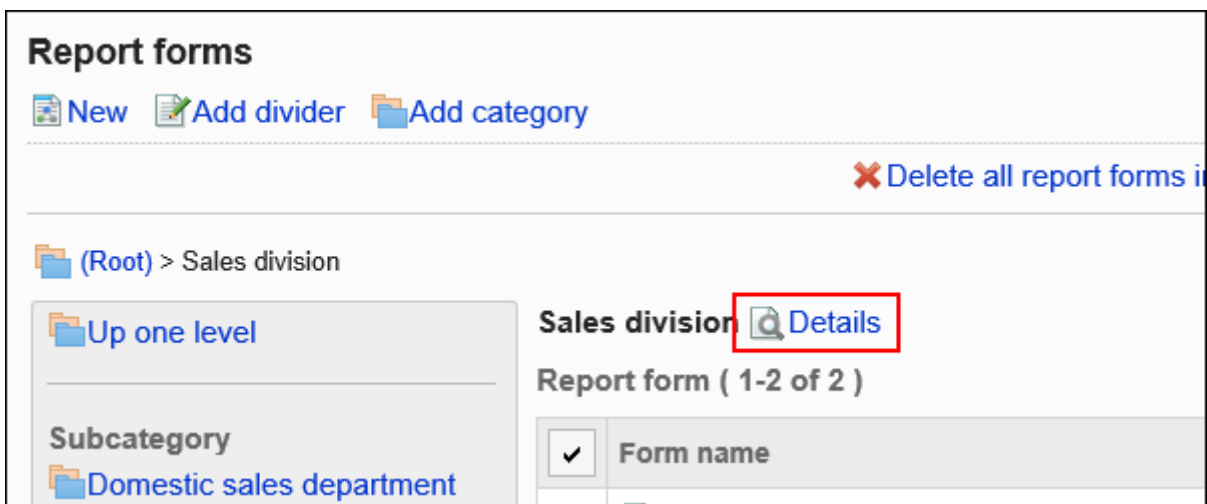 Report forms
New Add divider Add category
Delete all report forms
(Root) > Sales division
Up one level
Sales division Details
Report form ( 1-2 of 2 )
Subcategory
Form name
Domestic sales department